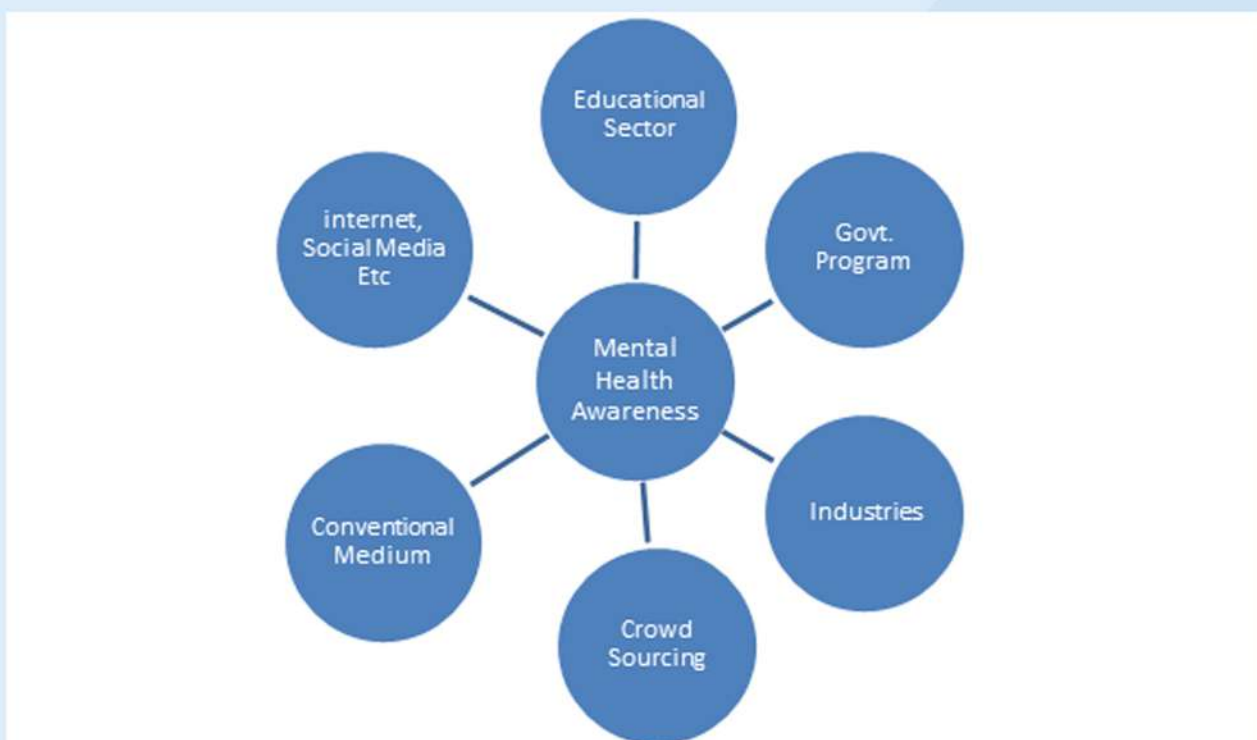 Educational
Sector
Govt.
Program
Industries
Crowd
Sourcing
Conventional
Medium
internet,
Social Media
Etc
Mental
Health
Awareness